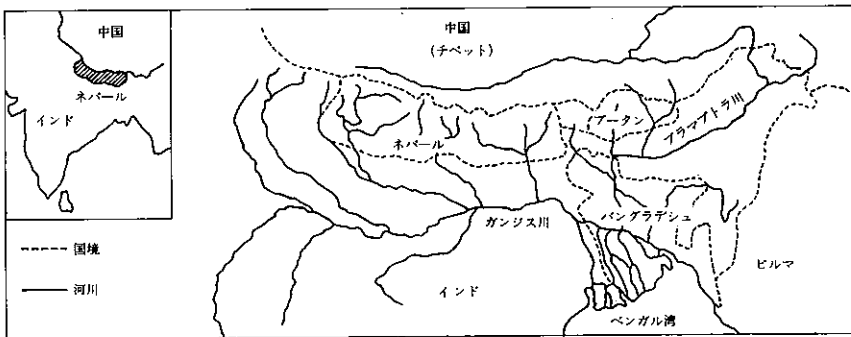 中国
ネパール
インド
国境
河川
中国
(チベット)
ブータン
ブラマプトラ川
ネパール
ガンジス川
バングラデシュ
インド
ビルマ
ベンガル湾